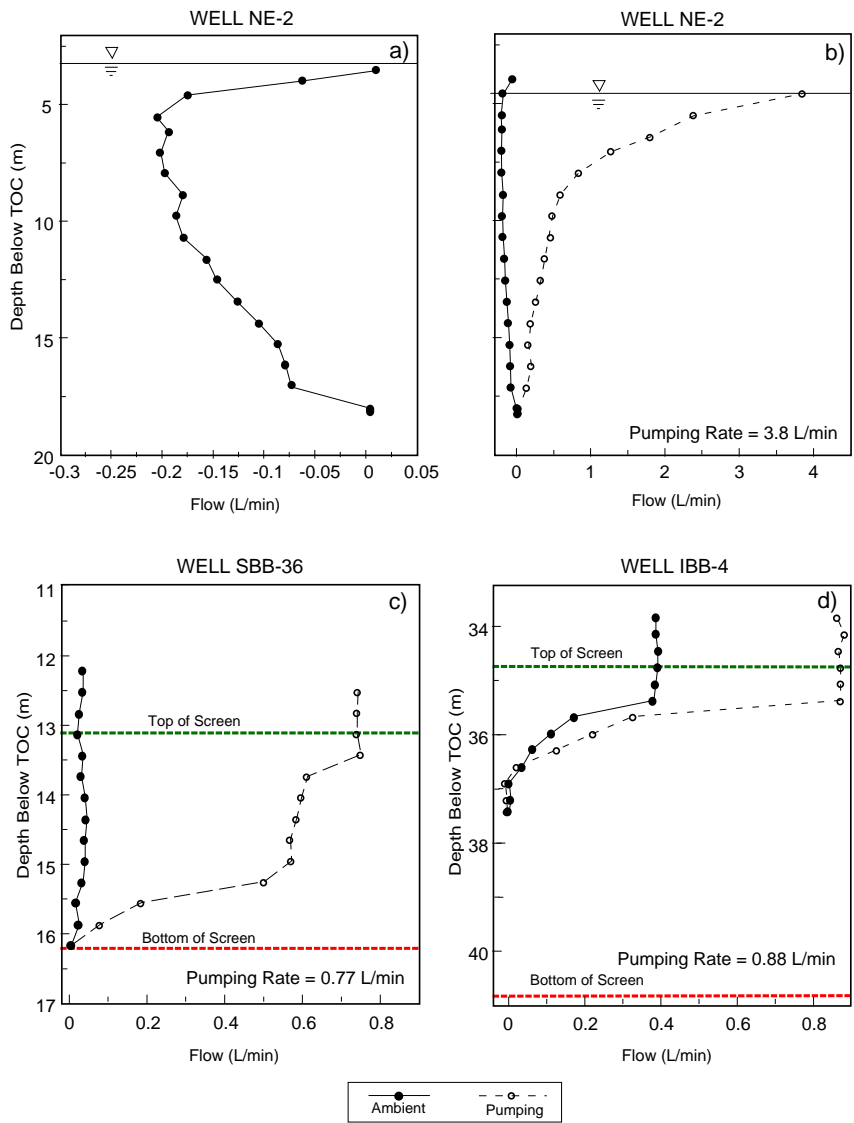 WELL NE-2
a)
5
10
15
20
Depth Below TOC (m)
-0.3 -0.25 -0.2 -0.15 -0.1 -0.05 0 0.05
Flow (L/min)
WELL NE-2
b)
Pumping Rate = 3.8 L/min
0 1 2 3 4
Flow (L/min)
WELL SBB-36
c)
11
12
13
14
15
16
17
Depth Below TOC (m)
Top of Screen
Bottom of Screen
Pumping Rate = 0.77 L/min
0 0.2 0.4 0.6 0.8
Flow (L/min)
WELL IBB-4
d)
34
36
38
40
Depth Below TOC (m)
Top of Screen
Pumping Rate = 0.88 L/min
Bottom of Screen
0 0.2 0.4 0.6 0.8
Flow (L/min)
Ambient Pumping